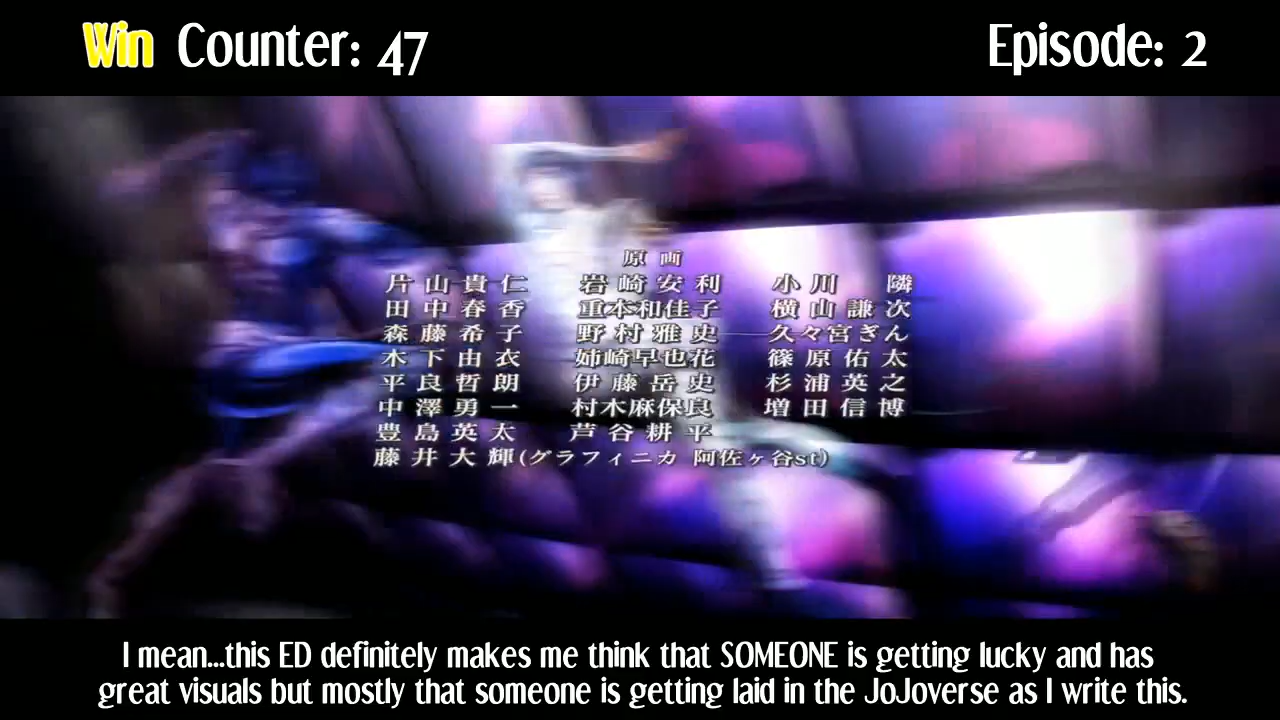 Win Counter: 47
Episode: 2
原画
片山貴仁 岩崎安利 小川 隣
田中春香 重本和佳子 横山謙次
森藤希子 野村雅史 久々宮ぎん
木下由衣 姉崎早也花 篠原佑太
平良哲朗 伊藤岳史 杉浦英之
中澤勇一 村木麻保良 増田信博
豊島英太 芦谷耕平
藤井大輝(グラフィニカ 阿佐ヶ谷st)
I mean...this ED definitely makes me think that SOMEONE is getting lucky and has
great visuals but mostly that someone is getting laid in the JoJoverse as I write this.